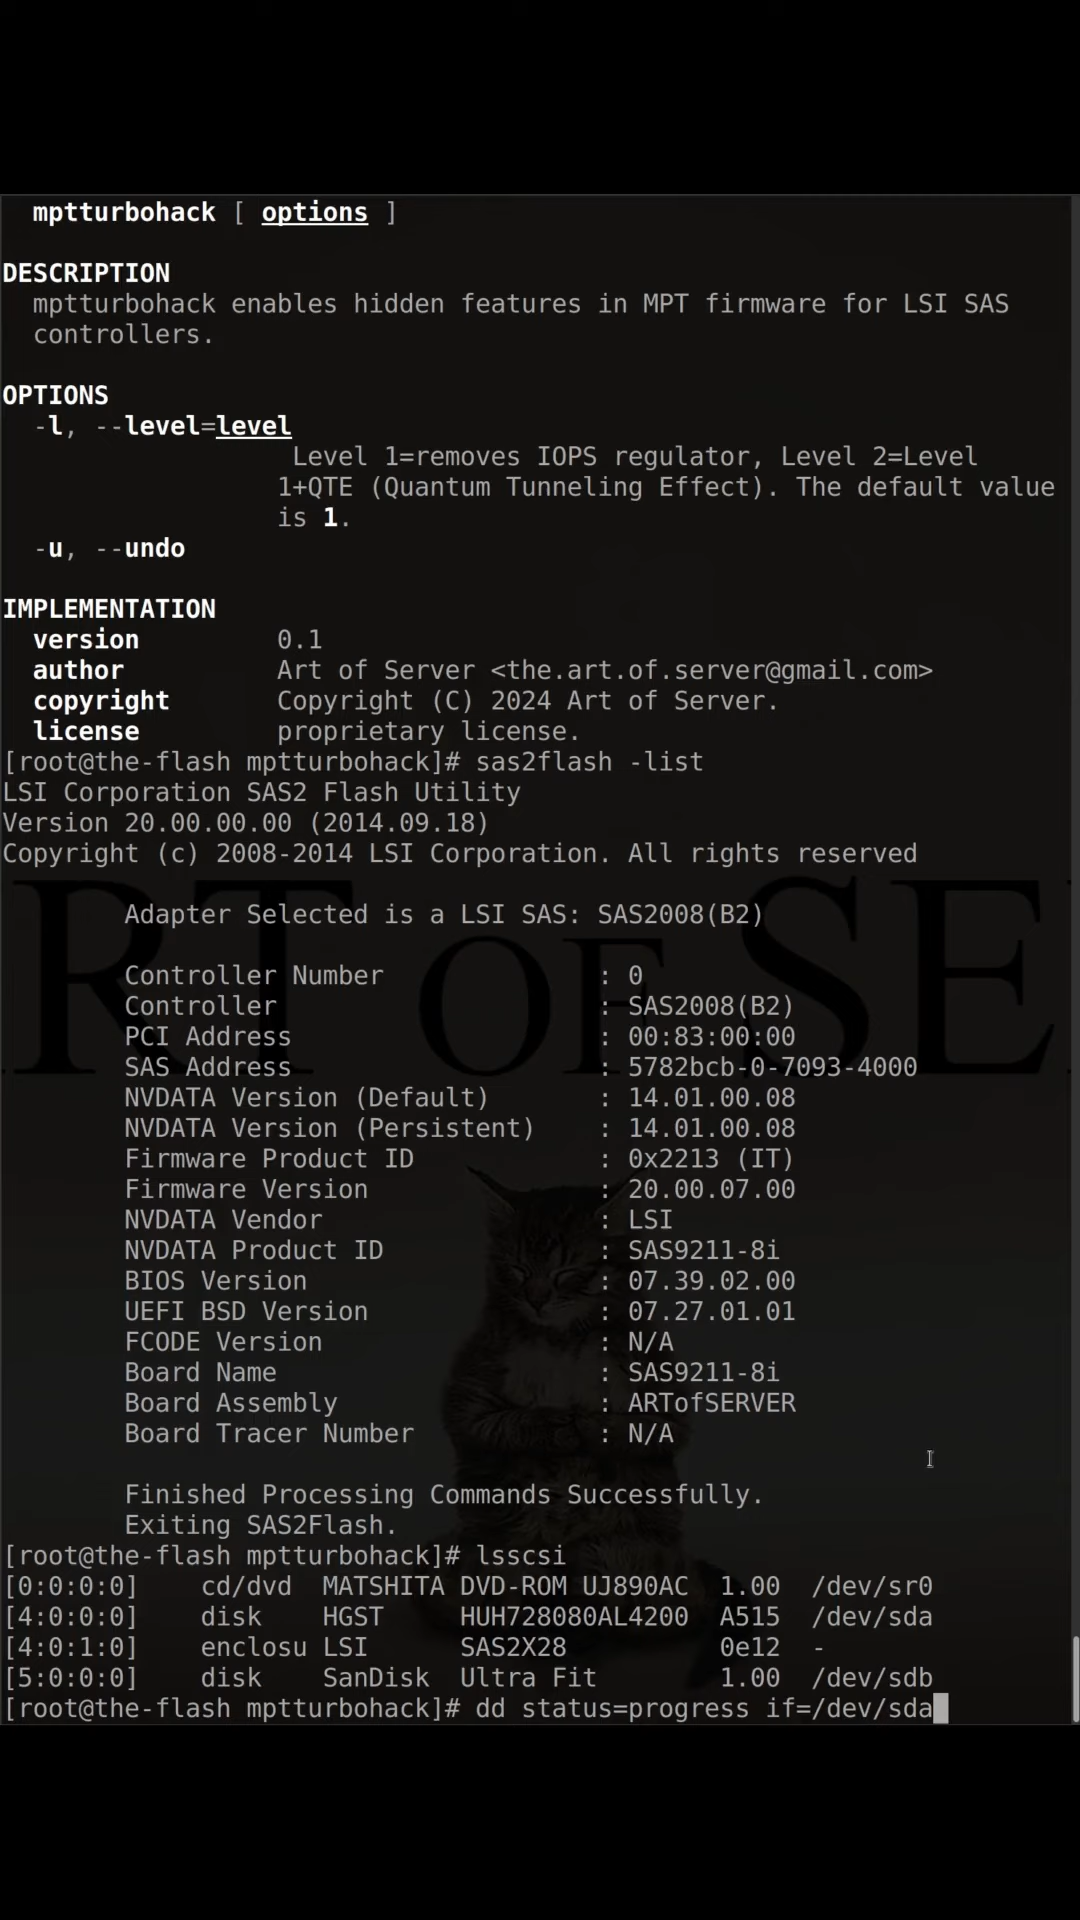 mptturbohack [ options ]
DESCRIPTION
mptturbohack enables hidden features in MPT firmware for LSI SAS
controllers.
OPTIONS
-l, --level=level
Level 1=removes IOPS regulator, Level 2=Level
1+QTE (Quantum Tunneling Effect). The default value
is 1.
-u, --undo
IMPLEMENTATION
version 0.1
author Art of Server <the.art.of.server@gmail.com>
copyright Copyright (C) 2024 Art of Server.
license proprietary license.
[root@the-flash mptturbohack]# sas2flash -list
LSI Corporation SAS2 Flash Utility
Version 20.00.00.00 (2014.09.18)
Copyright (c) 2008-2014 LSI Corporation. All rights reserved
Adapter Selected is a LSI SAS: SAS2008(B2)
Controller Number : 0
Controller : SAS2008(B2)
PCI Address : 00:83:00:00
SAS Address : 5782bcb-0-7093-4000
NVDATA Version (Default) : 14.01.00.08
NVDATA Version (Persistent) : 14.01.00.08
Firmware Product ID : 0x2213 (IT)
Firmware Version : 20.00.07.00
NVDATA Vendor : LSI
NVDATA Product ID : SAS9211-8i
BIOS Version : 07.39.02.00
UEFI BSD Version : 07.27.01.01
FCODE Version : N/A
Board Name : SAS9211-8i
Board Assembly : ARTofSERVER
Board Tracer Number : N/A
Finished Processing Commands Successfully.
Exiting SAS2Flash.
[root@the-flash mptturbohack]# lsscsi
[0:0:0:0] cd/dvd MATSHITA DVD-ROM UJ890AC 1.00 /dev/sr0
[4:0:0:0] disk HGST HUH728080AL4200 A515 /dev/sda
[4:0:1:0] enclosu LSI SAS2X28 0e12 -
[5:0:0:0] disk SanDisk Ultra Fit 1.00 /dev/sdb
[root@the-flash mptturbohack]# dd status=progress if=/dev/sda